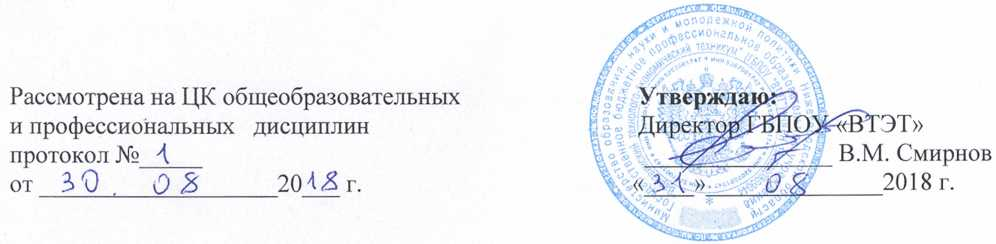 Рассмотрена на ЦК общеобразовательных
и профессиональных дисциплин
протокол № 1
от 30. 08 2018 г.
Утверждаю:
Директор ГБПОУ «ВТЭТ»
В.М. Смирнов
«31» 08 2018 г.